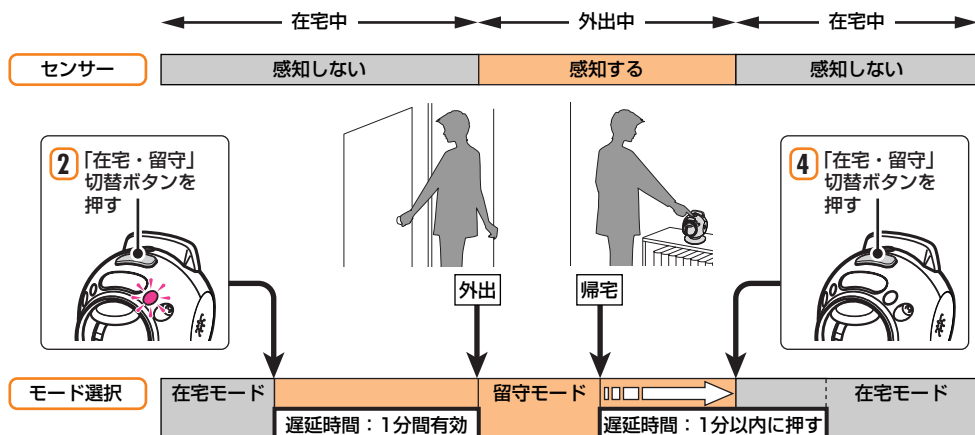 在宅中
外出中
在宅中
センサー
感知しない
感知する
感知しない
2
「在宅・留守」
切替ボタンを
押す
4
「在宅・留守」
切替ボタンを
押す
外出
帰宅
モード選択
在宅モード
留守モード
在宅モード
遅延時間：1分間有効
遅延時間：1分以内に押す